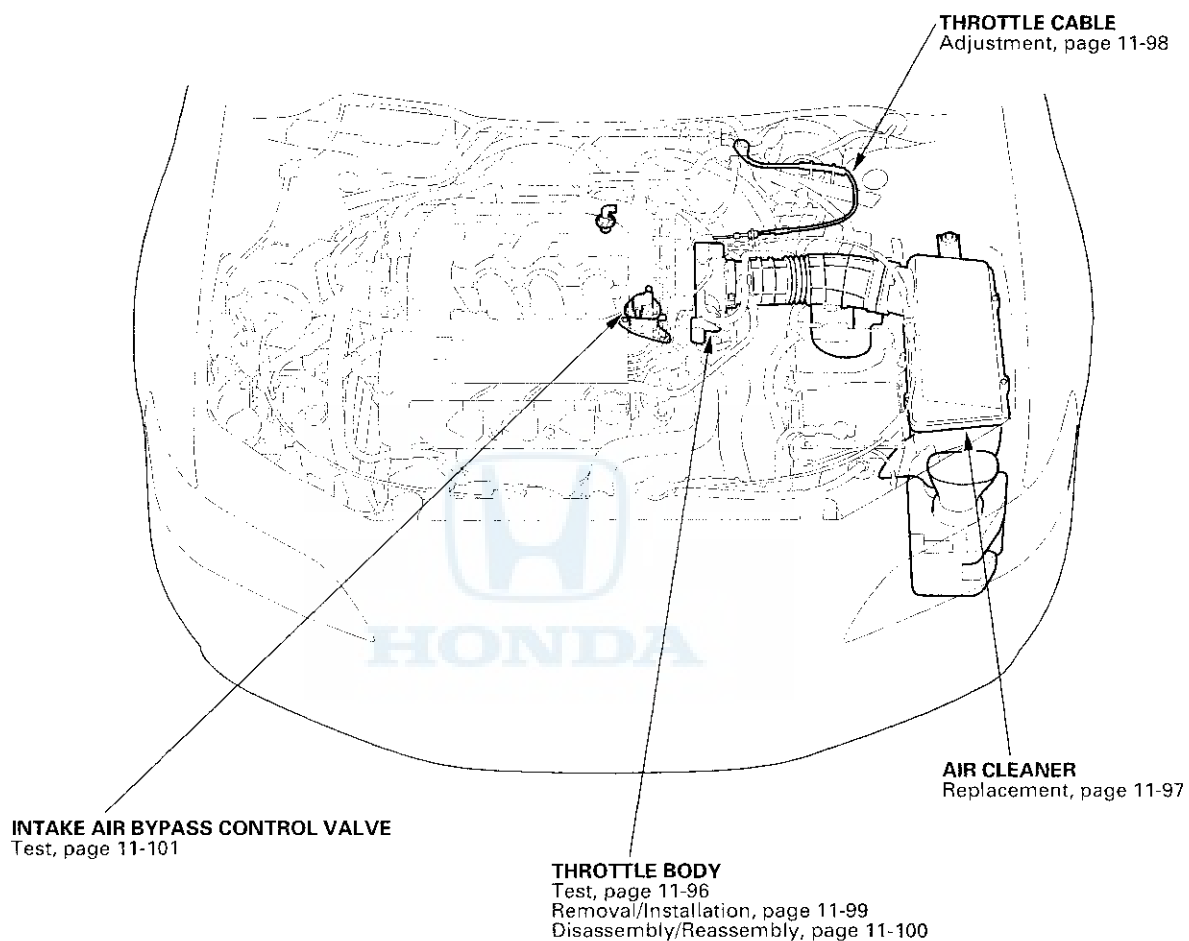 THROTTLE CABLE
Adjustment, page 11-98
HONDA
AIR CLEANER
Replacement, page 11-97
INTAKE AIR BYPASS CONTROL VALVE
Test, page 11-101
THROTTLE BODY
Test, page 11-96
Removal/Installation, page 11-99
Disassembly/Reassembly, page 11-100